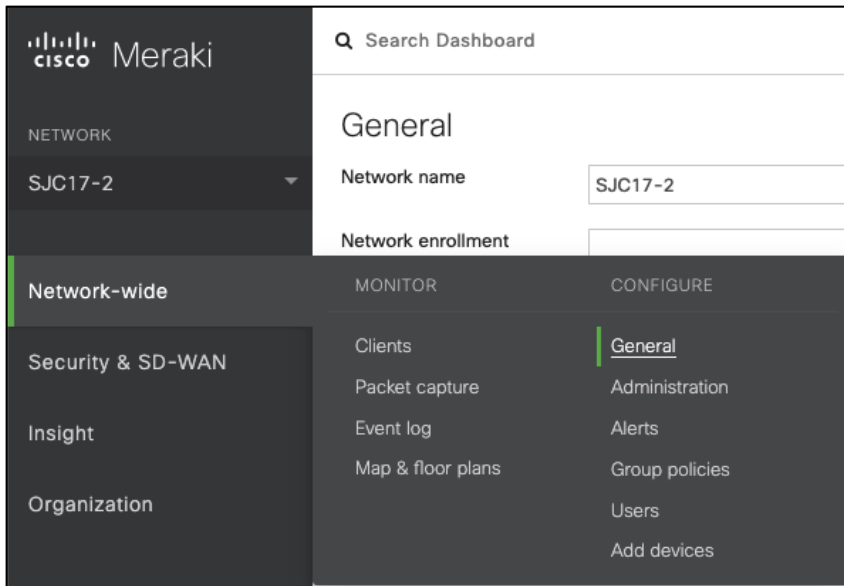 cisco Meraki
Search Dashboard
NETWORK
SJC17-2
General
Network name
SJC17-2
Network enrollment
Network-wide
Security & SD-WAN
Insight
Organization
MONITOR
Clients
Packet capture
Event log
Map & floor plans
CONFIGURE
General
Administration
Alerts
Group policies
Users
Add devices